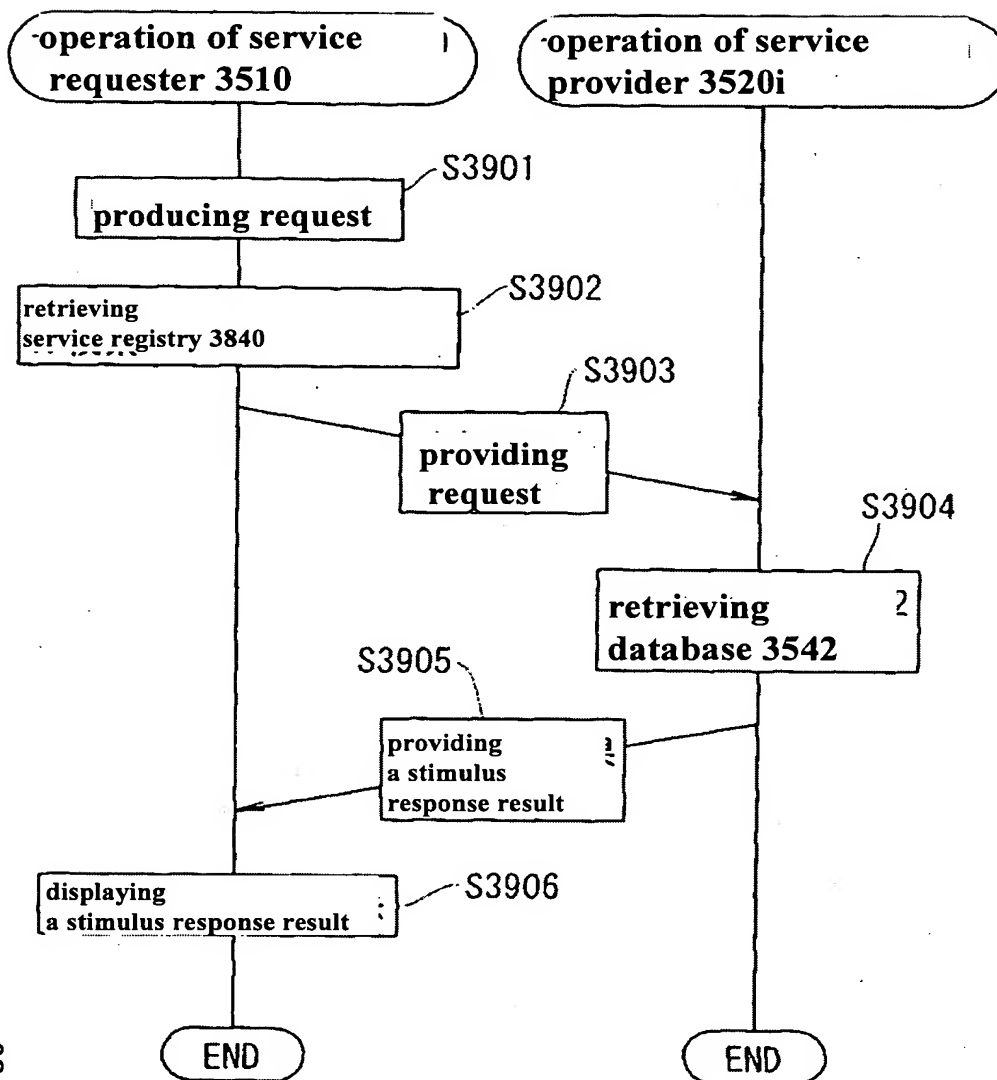 operation of service
requester 3510
operation of service
provider 3520i
S3901
producing request
S3902
retrieving
service registry 3840
S3903
providing
request
S3904
retrieving
database 3542
2
S3905
providing
a stimulus
response result
S3906
displaying
a stimulus response result
END
END